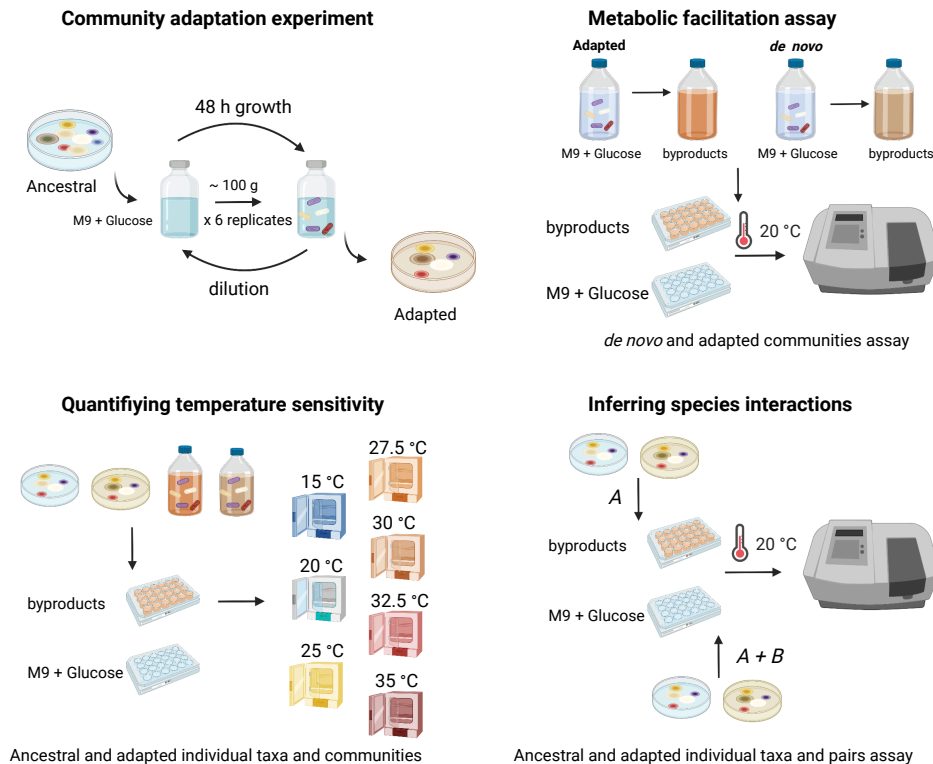 Community adaptation experiment
48 h growth
Ancestral
M9 + Glucose
~ 100 g
x 6 replicates
dilution
Adapted
Metabolic facilitation assay
Adapted
de novo
M9 + Glucose
byproducts
M9 + Glucose
byproducts
byproducts
20 °C
M9 + Glucose
de novo and adapted communities assay
Quantifiying temperature sensitivity
27.5 °C
15 °C
30 °C
20 °C
32.5 °C
25 °C
35 °C
byproducts
M9 + Glucose
Ancestral and adapted individual taxa and communities
Inferring species interactions
A
byproducts
20 °C
M9 + Glucose
A + B
Ancestral and adapted individual taxa and pairs assay